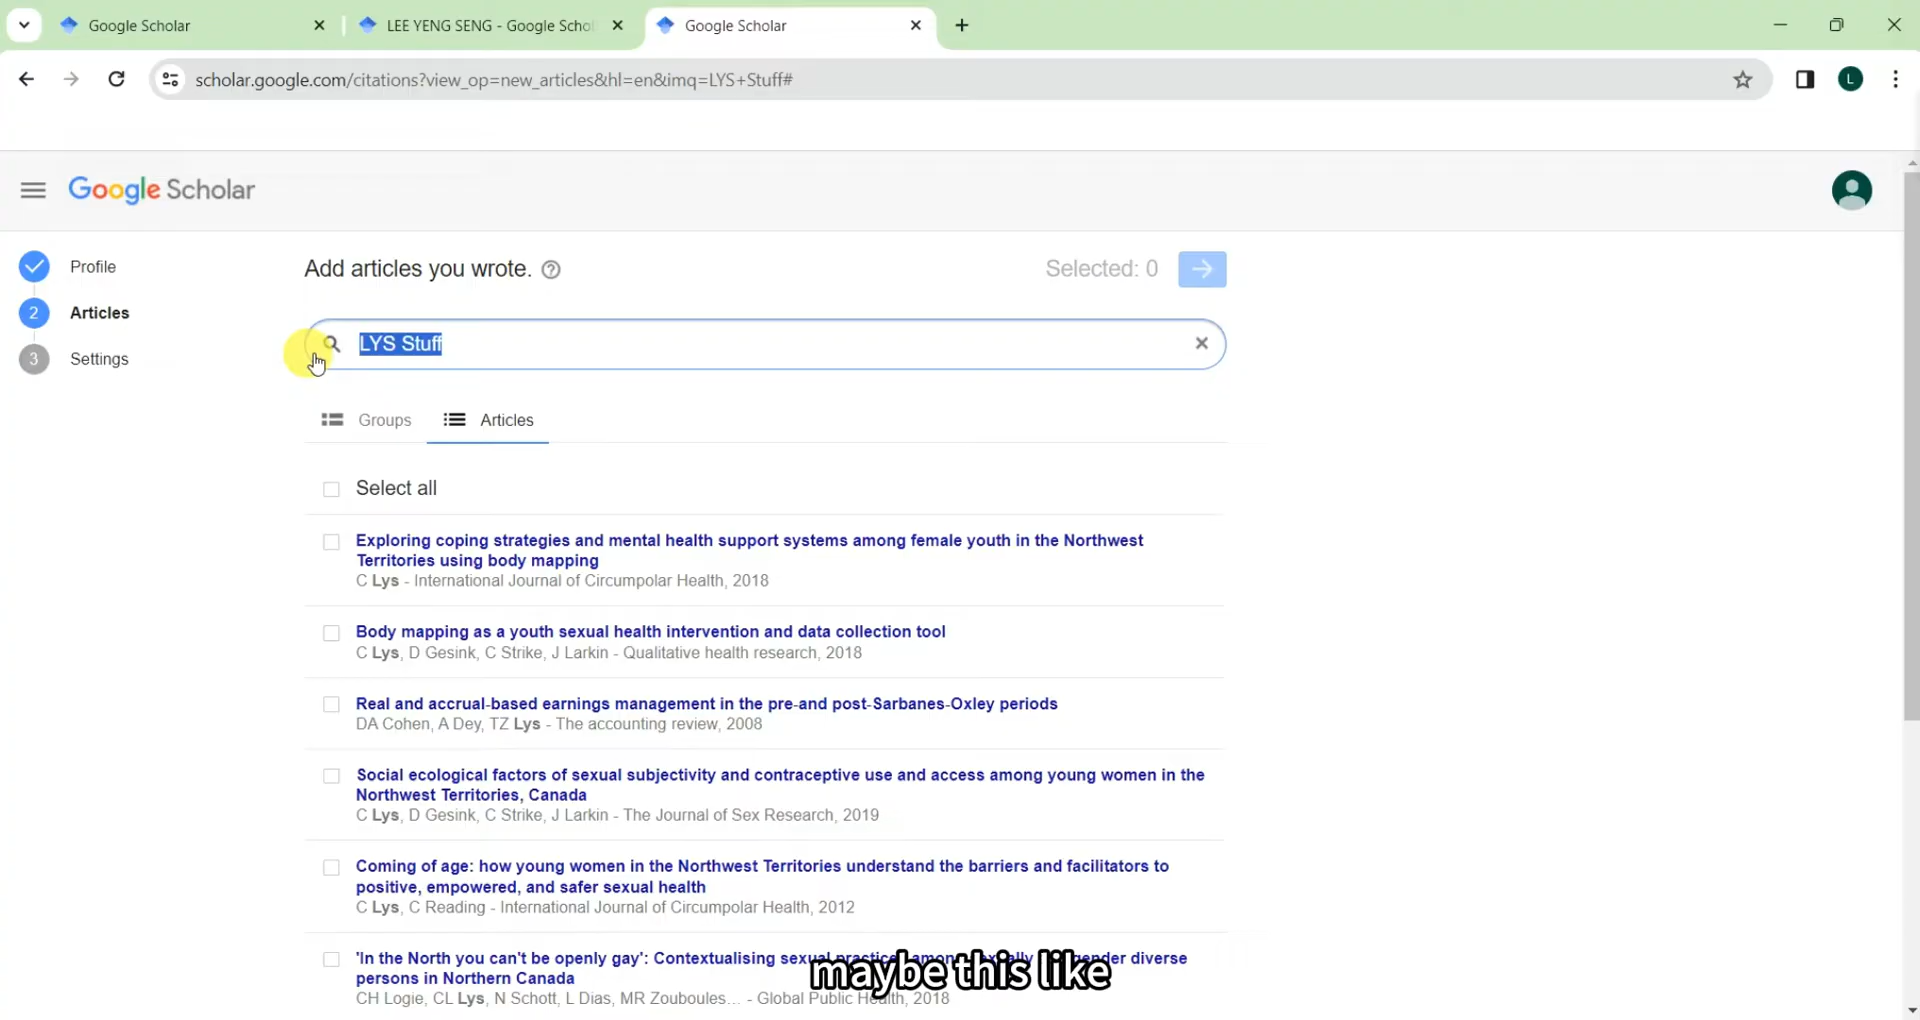 Google Scholar
LEE YENG SENG - Google Schol
Google Scholar
scholar.google.com/citations?view_op=new_articles&hl=en&imq=LYS+Stuff#
L
Google Scholar
Profile
2 Articles
3 Settings
Add articles you wrote.
Selected: 0
LYS Stuff
Groups
Articles
Select all
Exploring coping strategies and mental health support systems among female youth in the Northwest
Territories using body mapping
C Lys - International Journal of Circumpolar Health, 2018
Body mapping as a youth sexual health intervention and data collection tool
C Lys, D Gesink, C Strike, J Larkin - Qualitative health research, 2018
Real and accrual-based earnings management in the pre-and post-Sarbanes-Oxley periods
DA Cohen, A Dey, TZ Lys - The accounting review, 2008
Social ecological factors of sexual subjectivity and contraceptive use and access among young women in the
Northwest Territories, Canada
C Lys, D Gesink, C Strike, J Larkin - The Journal of Sex Research, 2019
Coming of age: how young women in the Northwest Territories understand the barriers and facilitators to
positive, empowered, and safer sexual health
C Lys, C Reading - International Journal of Circumpolar Health, 2012
'In the North you can't be openly gay': Contextualising sexual practices among gender diverse
persons in Northern Canada
CH Logie, CL Lys, N Schott, L Dias, MR Zouboules... - Global Public Health, 2018
maybe this like